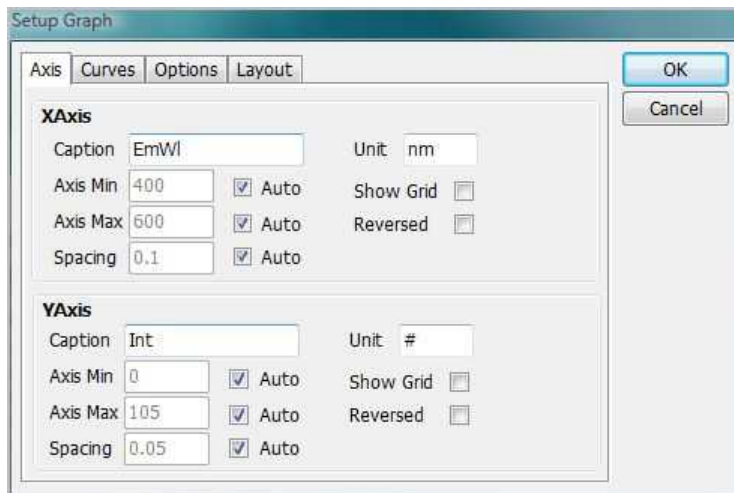 Setup Graph
Axis Curves Options Layout
OK
Cancel
XAxis
Caption EmWl Unit nm
Axis Min 400 Auto Show Grid
Axis Max 600 Auto Reversed
Spacing 0.1 Auto
YAxis
Caption Int Unit #
Axis Min 0 Auto Show Grid
Axis Max 105 Auto Reversed
Spacing 0.05 Auto